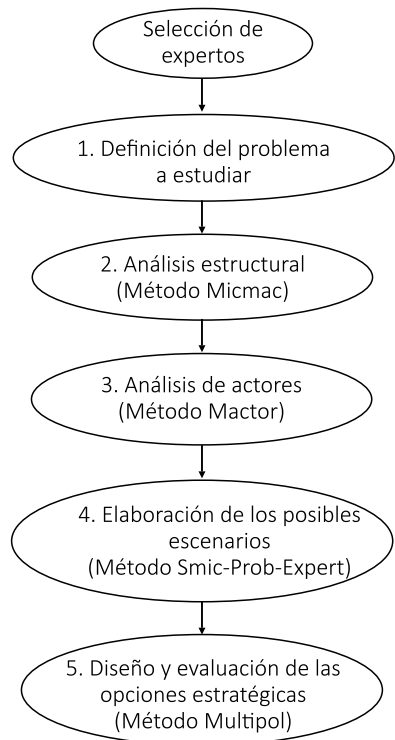 Selección de
expertos
1. Definición del problema
a estudiar
2. Análisis estructural
(Método Micmac)
3. Análisis de actores
(Método Mactor)
4. Elaboración de los posibles
escenarios
(Método Smic-Prob-Expert)
5. Diseño y evaluación de las
opciones estratégicas
(Método Multipol)